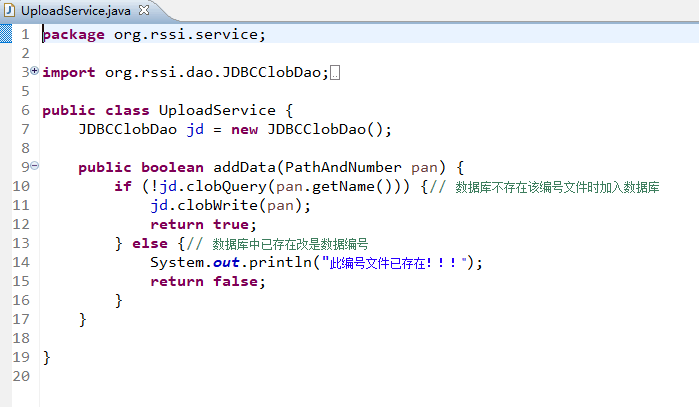 UploadService.java
1 package org.rssi.service;
2
3 import org.rssi.dao.JDBCClobDao;
5
6 public class UploadService {
7     JDBCClobDao jd = new JDBCClobDao();
8
9     public boolean addData(PathAndNumber pan) {
10         if (!jd.clobQuery(pan.getName())) {// 数据库不存在该编号文件时加入数据库
11             jd.clobWrite(pan);
12             return true;
13         } else {// 数据库中已存在改是数据编号
14             System.out.println("此编号文件已存在！！！");
15             return false;
16         }
17     }
18
19 }
20